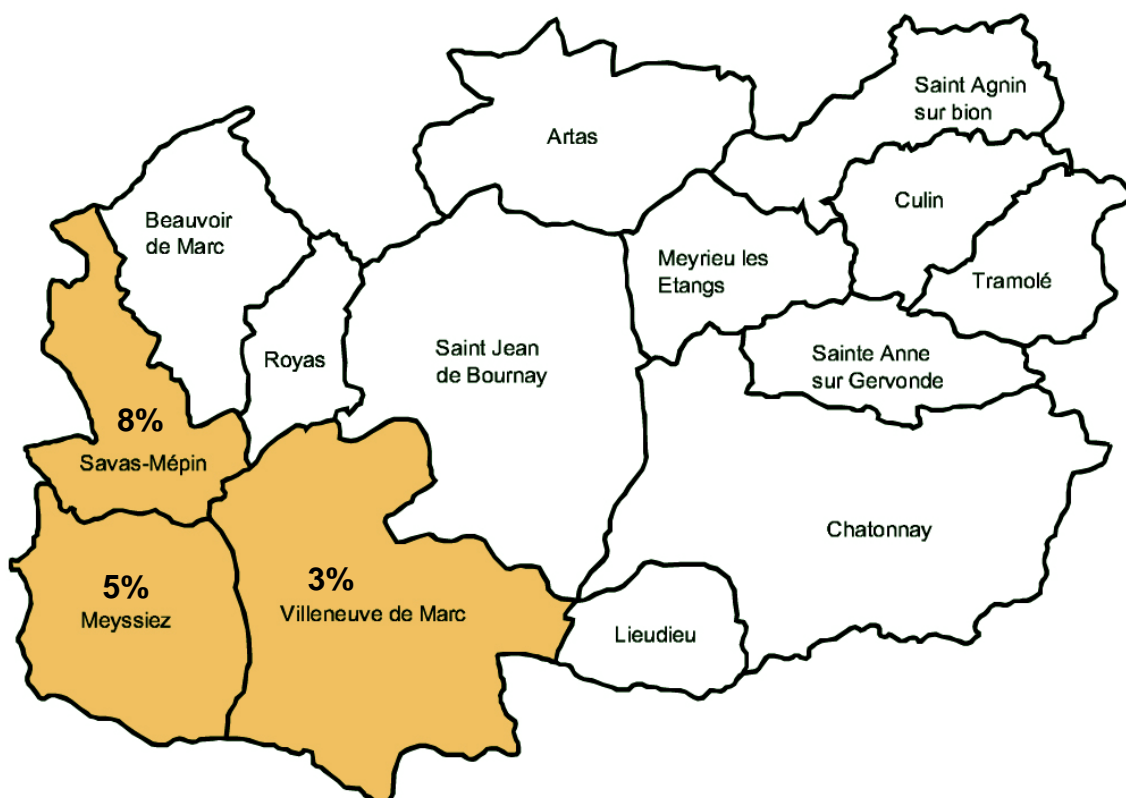 Saint Agnin
sur bion
Artas
Culin
Beauvoir
de Marc
Meyrieu les
Etangs
Tramolé
Royas
Saint Jean
de Bournay
Sainte Anne
sur Gervonde
8%
Savas-Mépin
Chatonnay
5%
Meyssiez
3%
Villeneuve de Marc
Lieudieu